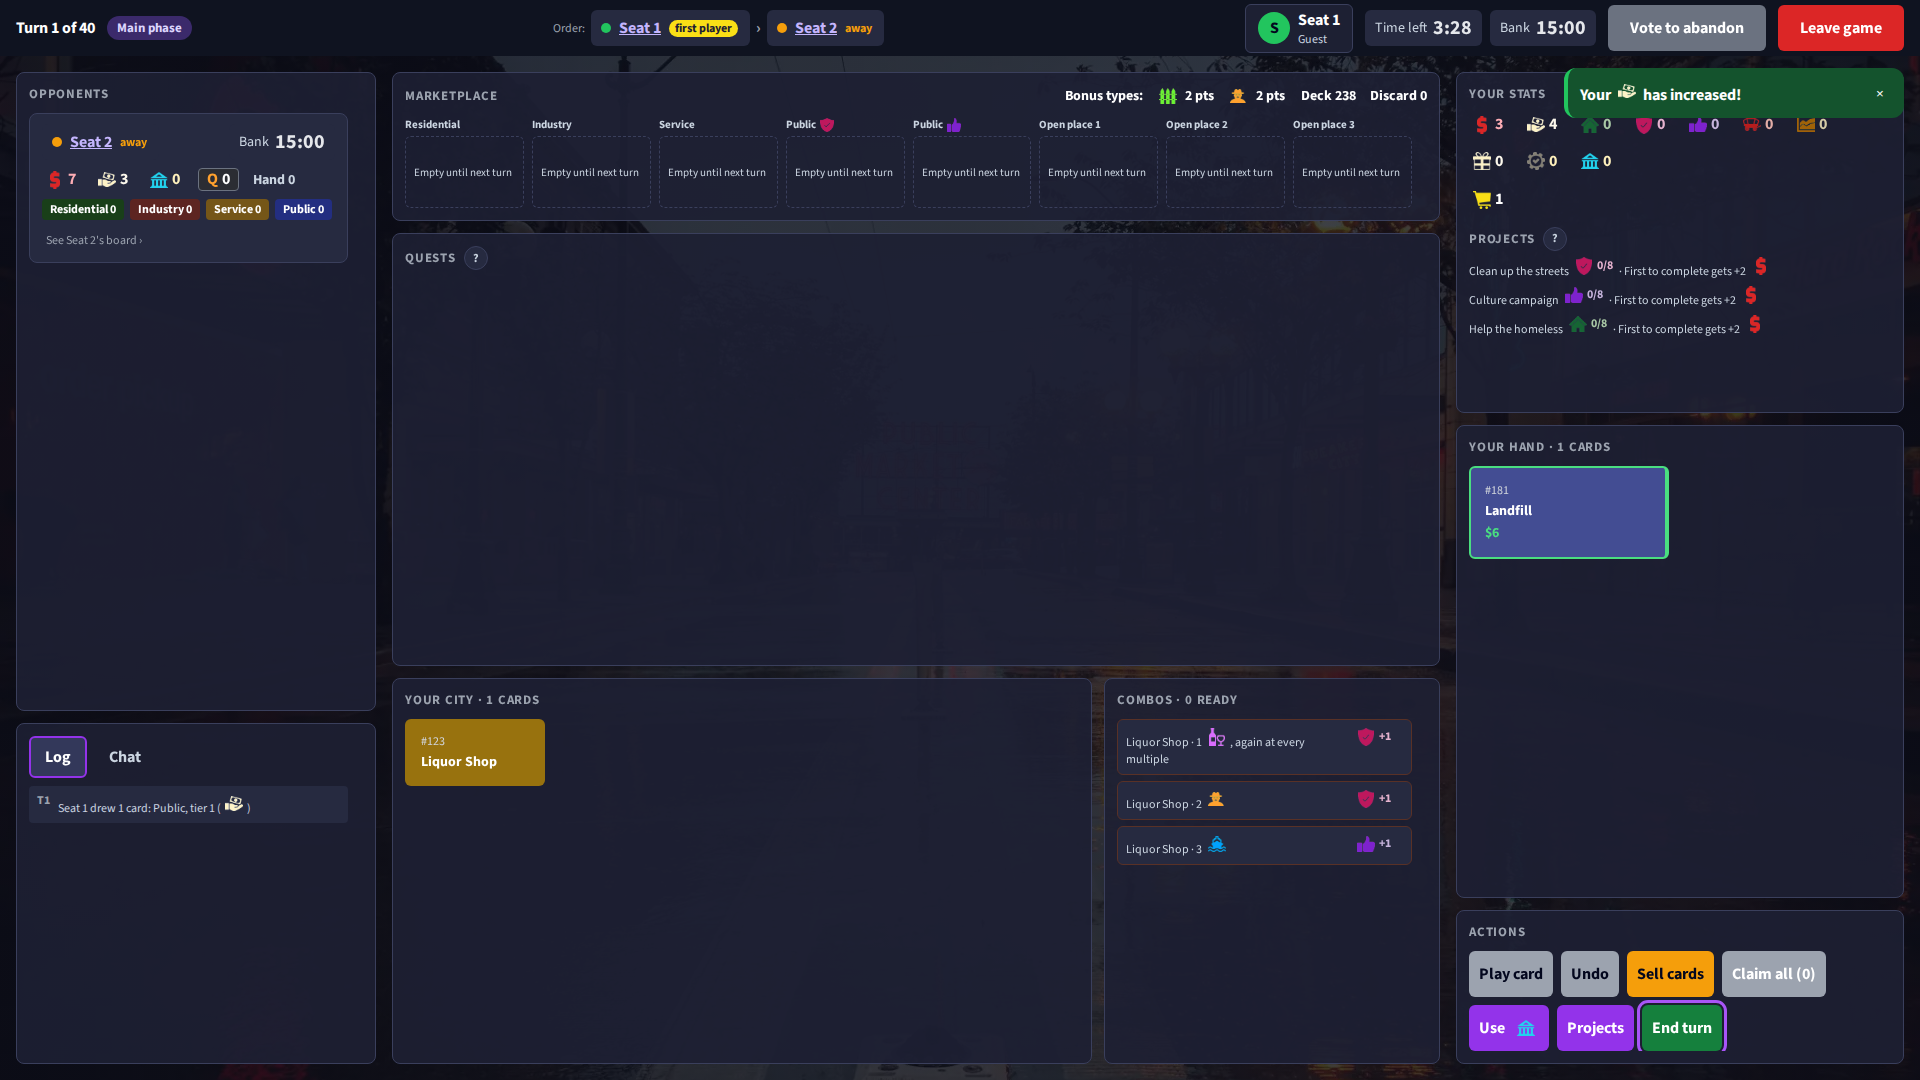 Turn 1 of 40
Main phase
Order:
Seat 1 first player
›
Seat 2 away
S
Seat 1
Guest
Time left 3:28
Bank 15:00
Vote to abandon
Leave game
OPPONENTS
Seat 2 away
Bank 15:00
7 3 0 Q 0 Hand 0
Residential 0 Industry 0 Service 0 Public 0
See Seat 2's board ›
MARKETPLACE
Bonus types: 2 pts 2 pts Deck 238 Discard 0
Residential Industry Service Public Public Open place 1 Open place 2 Open place 3
Empty until next turn Empty until next turn Empty until next turn Empty until next turn Empty until next turn Empty until next turn Empty until next turn Empty until next turn
QUESTS ?
YOUR STATS
Your has increased! ×
3 4 0 0 0 0 0
0 0 0
1
PROJECTS ?
Clean up the streets 0/8 · First to complete gets +2
Culture campaign 0/8 · First to complete gets +2
Help the homeless 0/8 · First to complete gets +2
YOUR HAND · 1 CARDS
#181
Landfill
$6
Log Chat
T1 Seat 1 drew 1 card: Public, tier 1 ( )
YOUR CITY · 1 CARDS
#123
Liquor Shop
COMBOS · 0 READY
Liquor Shop · 1 , again at every
multiple
+1
Liquor Shop · 2 +1
Liquor Shop · 3 +1
ACTIONS
Play card Undo Sell cards Claim all (0)
Use Projects End turn